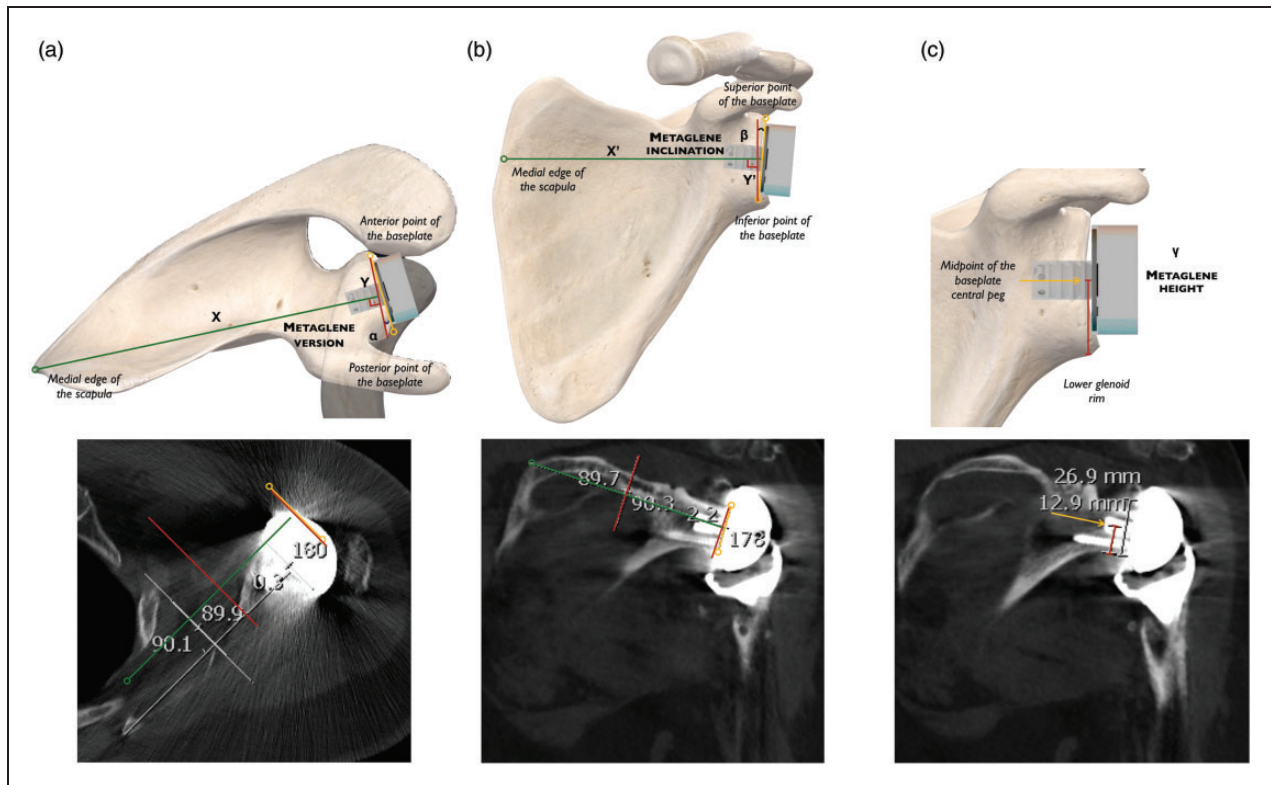 (a)
Anterior point of
the baseplate
Y
X
METAGLENE
VERSION
α
Medial edge of
the scapula
Posterior point of
the baseplate
180
0.3
89.9
90.1
(b)
Superior point
of the baseplate
β
METAGLENE
INCLINATION
X'
Medial edge of
the scapula
Y'
Inferior point of
the baseplate
89.7
90.3
2.2
178
(c)
Midpoint of the
baseplate
central peg
γ
METAGLENE
HEIGHT
Lower glenoid
rim
26.9 mm
12.9 mm